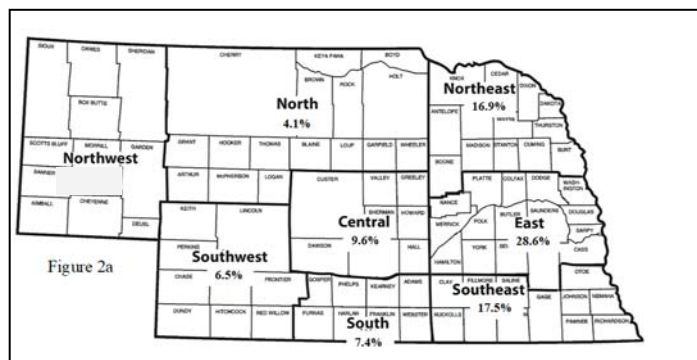 SIOUX DAWES SHERIDAN CHERRY KEYA PAHA BOYD
BROWN ROCK HOLT KNOX CEDAR DIXON
Northeast
16.9%
DAKOTA
BOX BUTTE
North
4.1%
ANTELOPE WAYNE THURSTON
SCOTTS BLUFF MORRILL GARDEN GRANT HOOKER THOMAS BLAINE LOUP GARFIELD WHEELER MADISON STANTON CUMING BURT
Northwest
BOONE
BANNER ARTHUR McPHERSON LOGAN CUSTER VALLEY GREELEY PLATTE COLFAX DODGE WASH-
INGTON
KIMBALL CHEYENNE DEUEL KEITH LINCOLN SHERMAN HOWARD NANCE MERRICK POLK BUTLER SAUNDERS DOUGLAS
SARPY
Central
9.6%
East
28.6%
Figure 2a
PERKINS DAWSON HALL HAMILTON YORK CASS
Southwest
6.5%
OTOE
CHASE FRONTIER GOSPER PHELPS KEARNEY ADAMS CLAY FILLMORE SALINE GAGE JOHNSON NEMAHA
Southeast
17.5%
DUNDY HITCHCOCK RED WILLOW FURNAS HARLAN FRANKLIN WEBSTER NUCKOLLS PAWNEE RICHARDSON
South
7.4%